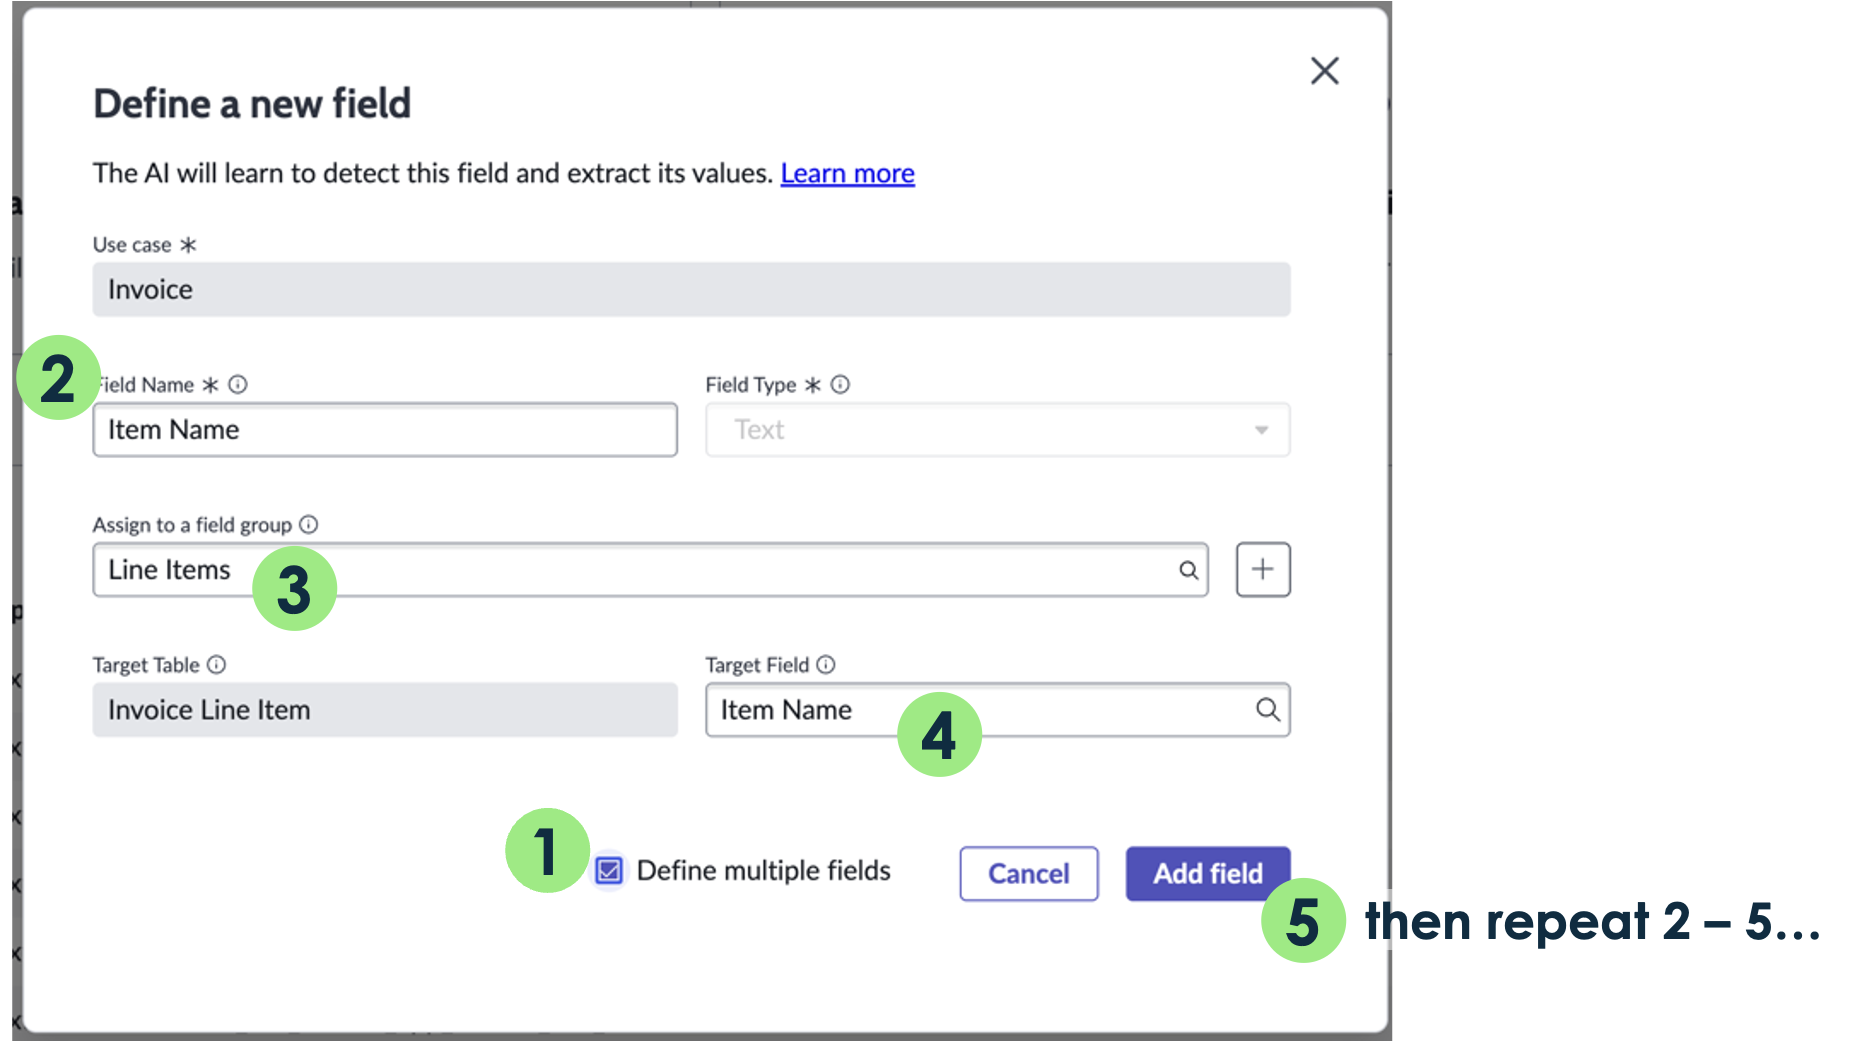 Define a new field
The AI will learn to detect this field and extract its values. Learn more
Use case *
Invoice
2
Field Name *
Field Type *
Item Name
Text
Assign to a field group
Line Items
3
Target Table
Target Field
Invoice Line Item
Item Name
4
1
Define multiple fields
Cancel
Add field
5
then repeat 2 – 5...